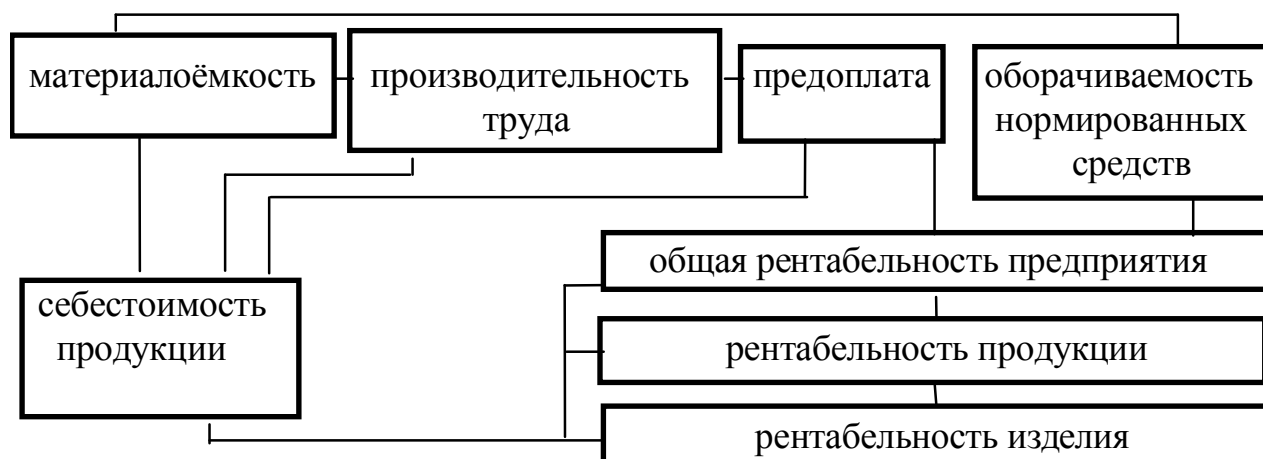 материалоёмкость
производительность
труда
предоплата
оборачиваемость
нормированных
средств
общая рентабельность предприятия
себестоимость
продукции
рентабельность продукции
рентабельность изделия